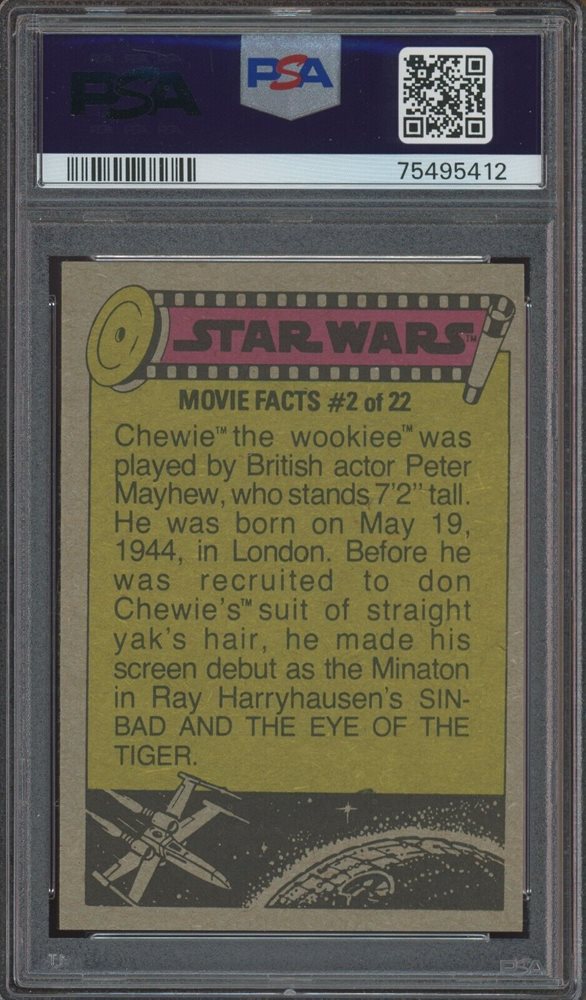 PSA
PSA
75495412
STAR WARS™
MOVIE FACTS #2 of 22
Chewie™ the wookiee™ was
played by British actor Peter
Mayhew, who stands 7'2" tall.
He was born on May 19,
1944, in London. Before he
was recruited to don
Chewie's™ suit of straight
yak's hair, he made his
screen debut as the Minaton
in Ray Harryhausen's SIN-
BAD AND THE EYE OF THE
TIGER.
PSA